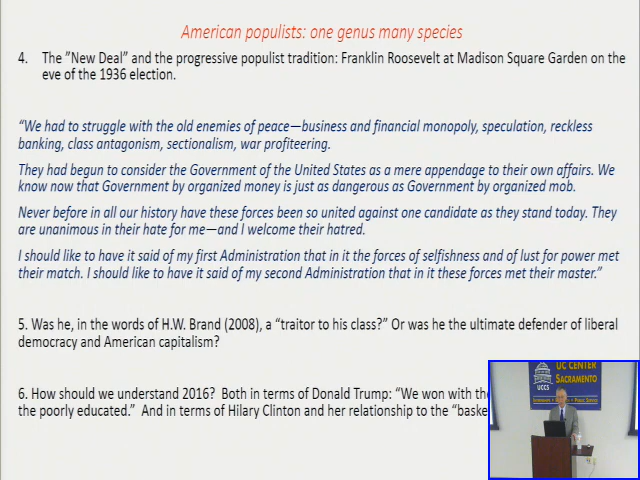 American populists: one genus many species
4. The ”New Deal” and the progressive populist tradition: Franklin Roosevelt at Madison Square Garden on the
eve of the 1936 election.
“We had to struggle with the old enemies of peace—business and financial monopoly, speculation, reckless
banking, class antagonism, sectionalism, war profiteering.
They had begun to consider the Government of the United States as a mere appendage to their own affairs. We
know now that Government by organized money is just as dangerous as Government by organized mob.
Never before in all our history have these forces been so united against one candidate as they stand today. They
are unanimous in their hate for me—and I welcome their hatred.
I should like to have it said of my first Administration that in it the forces of selfishness and of lust for power met
their match. I should like to have it said of my second Administration that in it these forces met their master.”
5. Was he, in the words of H.W. Brand (2008), a “traitor to his class?” Or was he the ultimate defender of liberal
democracy and American capitalism?
6. How should we understand 2016? Both in terms of Donald Trump: “We won with the
the poorly educated.” And in terms of Hilary Clinton and her relationship to the “baske
UC CENTER
SACRAMENTO
UCCS